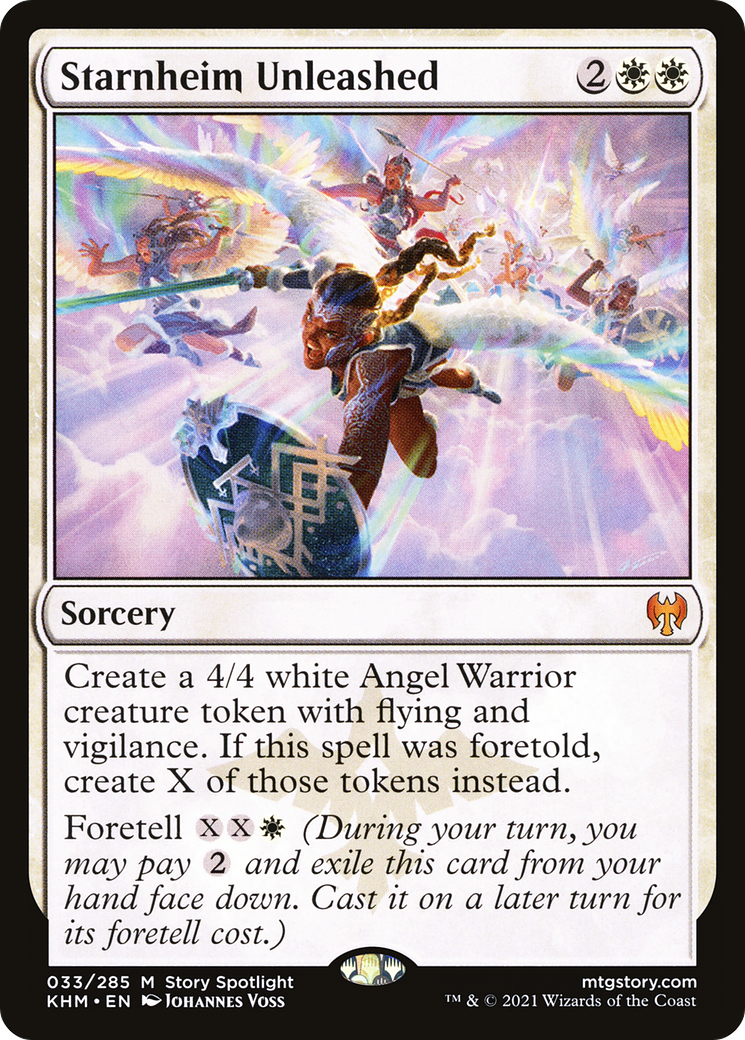 Starnheim Unleashed 2
Sorcery
Create a 4/4 white Angel Warrior
creature token with flying and
vigilance. If this spell was foretold,
create X of those tokens instead.
Foretell X X (During your turn, you
may pay 2 and exile this card from your
hand face down. Cast it on a later turn for
its foretell cost.)
033/285 M Story Spotlight
KHM • EN Johannes Voss
mtgstory.com
™ & © 2021 Wizards of the Coast